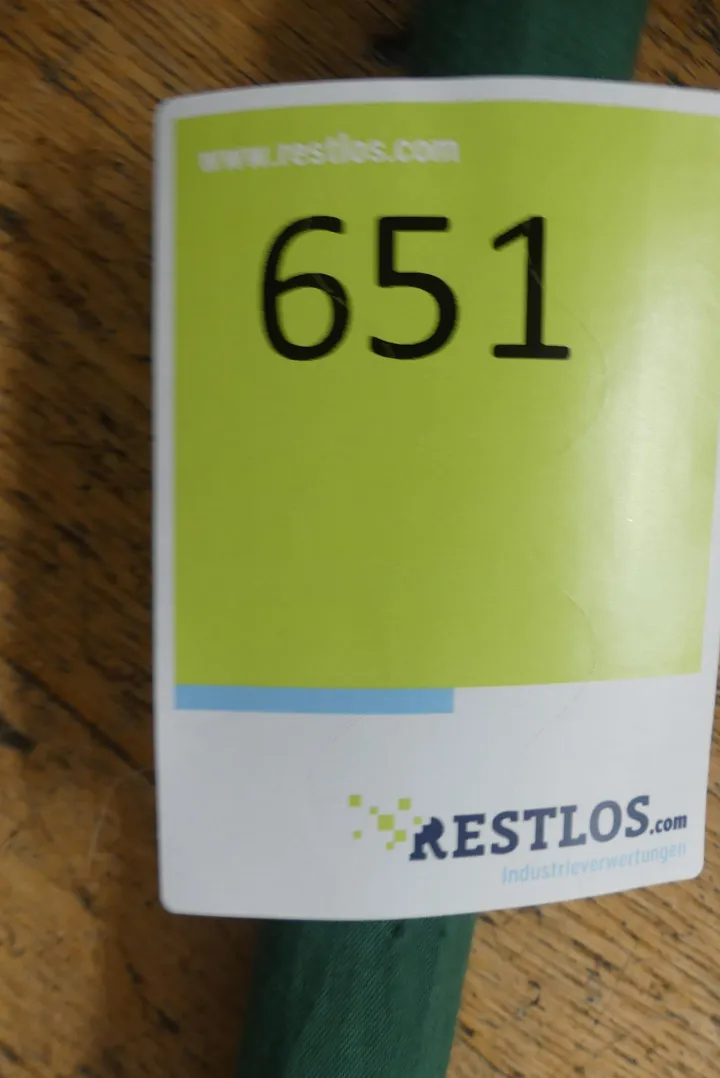 www.restlos.com
651
RESTLOS.com
Industrieverwertungen